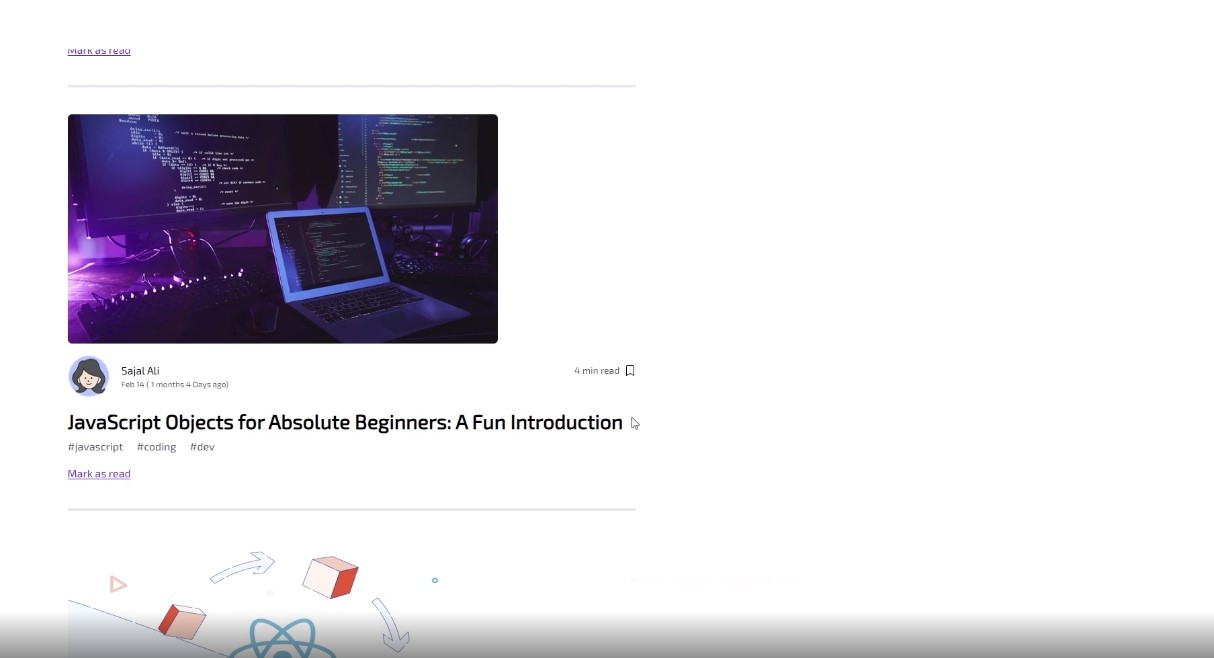 Mark as read
Sajal Ali
4 min read
Feb 14 ( 1 months 4 Days ago)
JavaScript Objects for Absolute Beginners: A Fun Introduction
#javascript #coding #dev
Mark as read